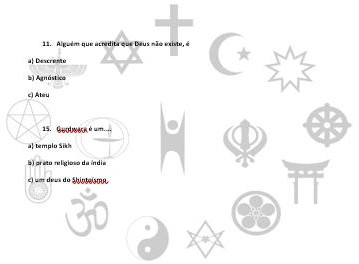 11. Alguém que acredita que Deus não existe, é
a) Descrente
b) Agnóstico
c) Ateu
15. Gurdwara é um....
a) templo Sikh
b) prato religioso da índia
c) um deus do Shintoísmo